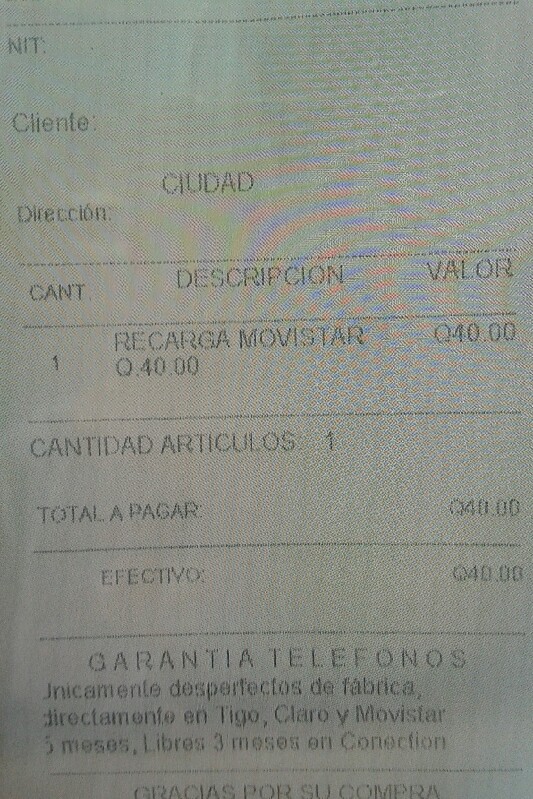 NIT:
Cliente:
CIUDAD
Dirección:
CANT. DESCRIPCION VALOR
1 RECARGA MOVISTAR Q40.00
Q.40.00
CANTIDAD ARTICULOS: 1
TOTAL A PAGAR: Q40.00
EFECTIVO: Q40.00
GARANTIA TELEFONOS
Unicamente desperfectos de fábrica,
directamente en Tigo, Claro y Movistar
meses, Libres 3 meses en Conection
GRACIAS POR SU COMPRA